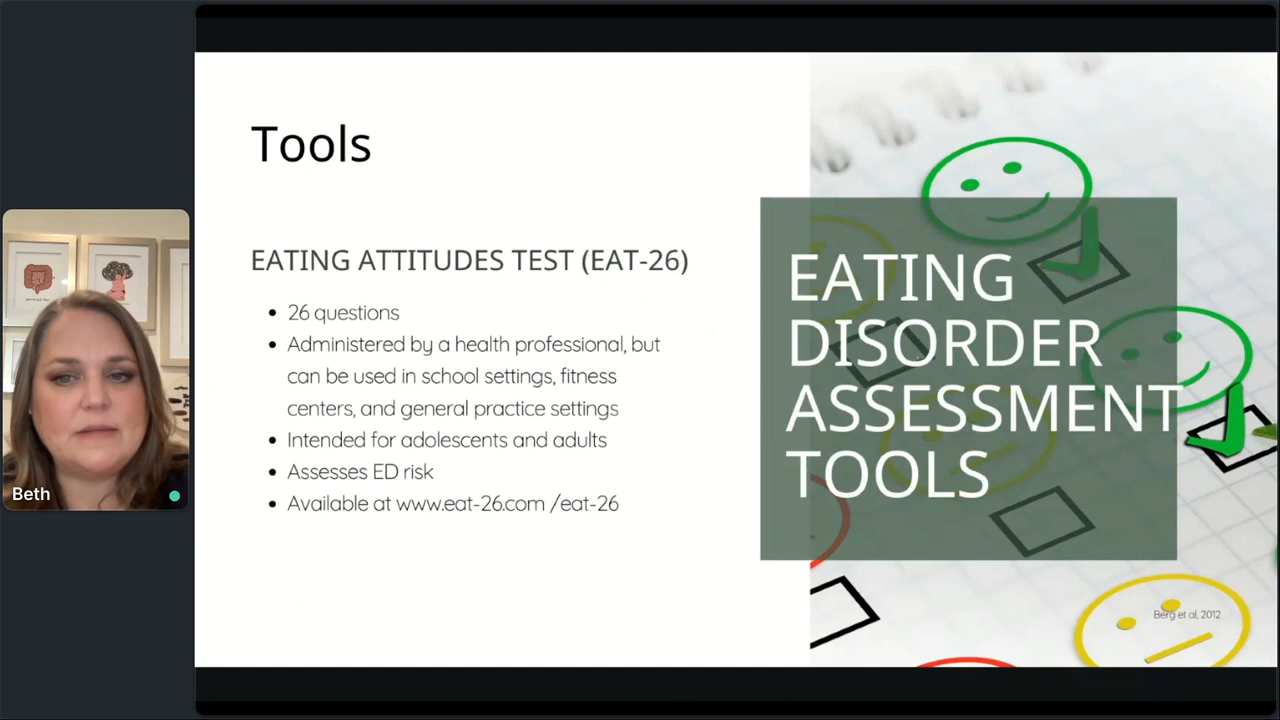 Tools
EATING ATTITUDES TEST (EAT-26)
• 26 questions
• Administered by a health professional, but
can be used in school settings, fitness
centers, and general practice settings
• Intended for adolescents and adults
• Assesses ED risk
• Available at www.eat-26.com /eat-26
EATING
DISORDER
ASSESSMENT
TOOLS
Berg et al, 2012
Beth